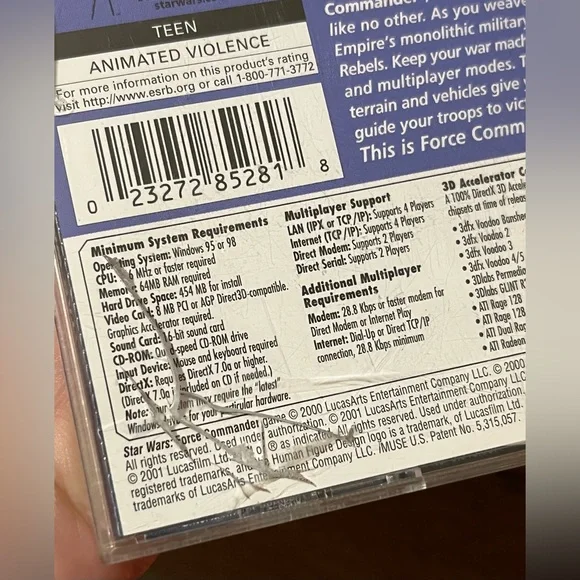 starwars.
TEEN
ANIMATED VIOLENCE
For more information on this product's rating
visit http://www.esrb.org or call 1-800-771-3772
Commander
like no other. As you weave
Empire's monolithic military
Rebels. Keep your war mach
and multiplayer modes. T
terrain and vehicles give
guide your troops to vic
This is Force Comm
0 23272 85281 8
Minimum System Requirements
Operating System: Windows 95 or 98
CPU: 6 Mhz or faster required
Memory: 64MB RAM required
Hard Drive Space: 454 MB for install
Video Card: 8 MB PCI or AGP Direct3D-compatible.
Graphics Accelerator required.
Sound Card: 16-bit sound card
CD-ROM: Quad-speed CD-ROM drive
Input Device: Mouse and keyboard required
DirectX: Requires DirectX 7.0a or higher.
(DirectX 7.0a included on CD if needed.)
Note: Your system may require the "latest"
Windows for your particular hardware.
Multiplayer Support
LAN (IPX or TCP/IP): Supports 4 Players
Internet (TCP/IP): Supports 4 Players
Direct Modem: Supports 2 Players
Direct Serial: Supports 2 Players
Additional Multiplayer
Requirements
Modem: 28.8 Kbps or faster modem for
Direct Modem or Internet Play
Internet: Dial-Up or Direct TCP/IP
connection, 28.8 Kbps minimum
3D Accelerator C
A 100% DirectX 3D Accele
chipsets at time of releas
• 3dfx Voodoo Banshee
• 3dfx Voodoo 2
• 3dfx Voodoo 3
• 3dfx Voodoo 4/5
• 3Dlabs Permedia
• 3Dlabs GLINT R
• ATI Rage 128
• ATI Rage 128
• ATI Dual Rag
• ATI Radeon
Star Wars: Force Commander game © 2000 LucasArts Entertainment Company LLC. © 2000
All rights reserved. Used under authorization. © 2001 LucasArts Entertainment Company LLC.
© 2001 Lucasfilm Ltd. or ® as indicated. All rights reserved. Used under authorization.
registered trademarks, and Human Figure Design logo is a trademark of Lucasfilm Ltd.
trademarks of LucasArts Entertainment Company LLC. iMUSE U.S. Patent No. 5,315,057.